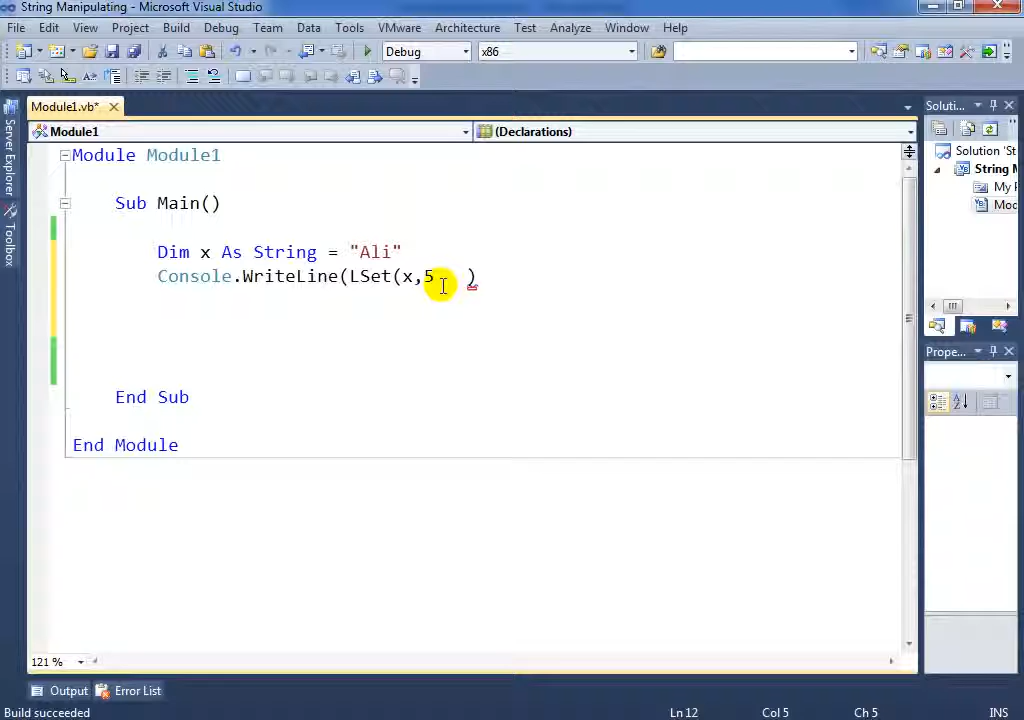 String Manipulating - Microsoft Visual Studio
File Edit View Project Build Debug Team Data Tools VMware Architecture Test Analyze Window Help
Debug x86
Module1.vb*
Soluti...
Module1 (Declarations)
Server Explorer
Toolbox
Solution 'St
String M
My P
Mod
Module Module1
Sub Main()
Dim x As String = "Ali"
Console.WriteLine(LSet(x,5 )
End Sub
End Module
Prope...
121 %
Output Error List
Build succeeded Ln 12 Col 5 Ch 5 INS